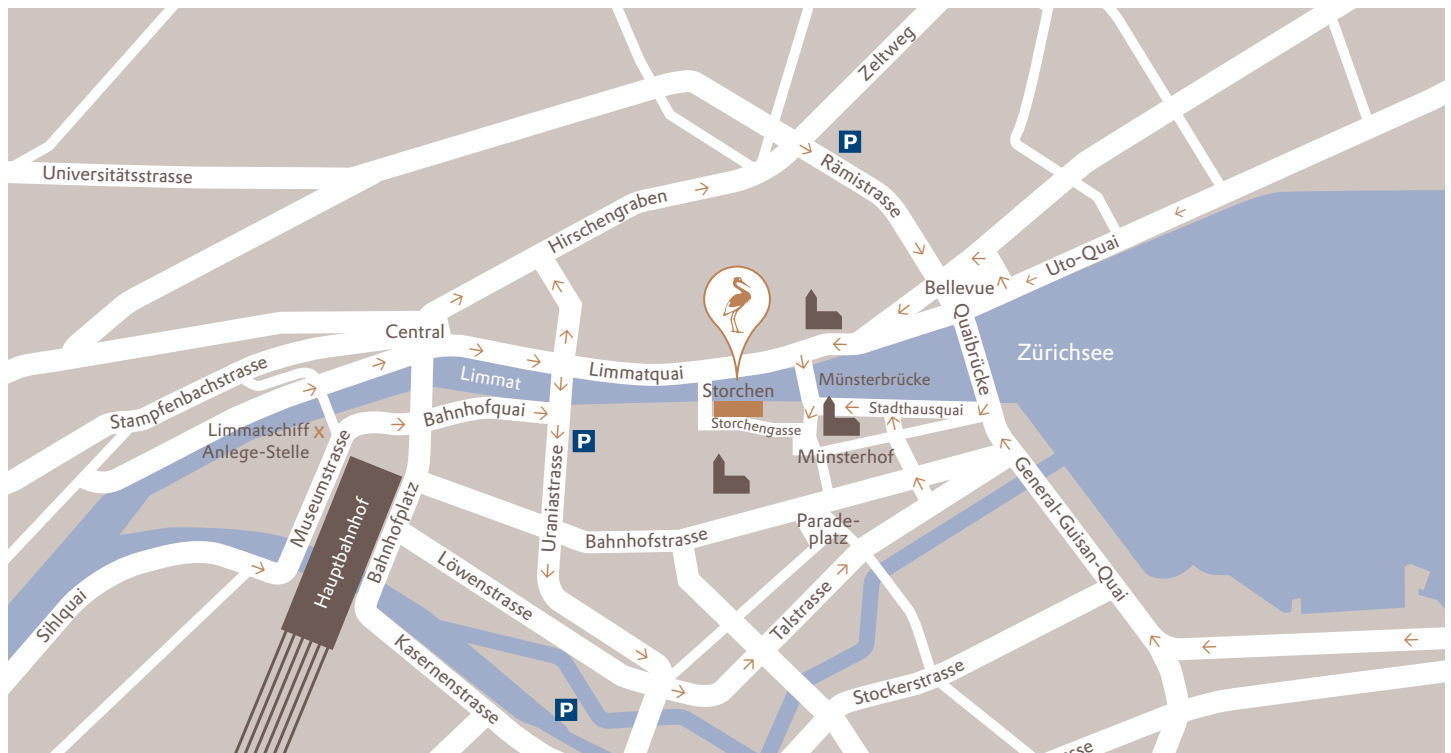 Zeltweg
P
Rämistrasse
Universitätsstrasse
Hirschengraben
Uto-Quai
Bellevue
Central
Quaibrücke
Zürichsee
Limmatquai
Limmat
Münsterbrücke
Stampfenbachstrasse
Storchen
Stadthausquai
Bahnhofquai
Storchengasse
Limmatschiff x
Anlege-Stelle
P
Münsterhof
Museumstrasse
Uraniastrasse
General-Guisan-Quai
Hauptbahnhof
Bahnhofplatz
Bahnhofstrasse
Parade-
platz
Löwenstrasse
Talstrasse
Sihlquai
Kasernenstrasse
Stockerstrasse
P
sse